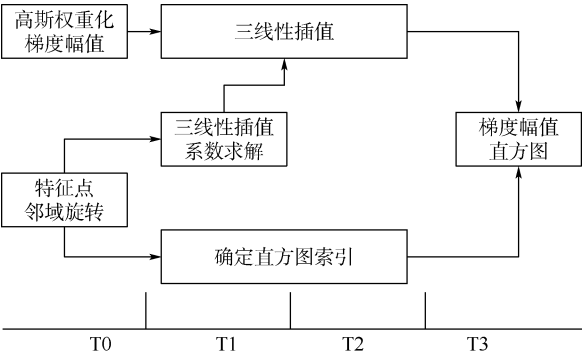 高斯权重化
梯度幅值
三线性插值
三线性插值
系数求解
梯度幅值
直方图
特征点
邻域旋转
确定直方图索引
T0
T1
T2
T3